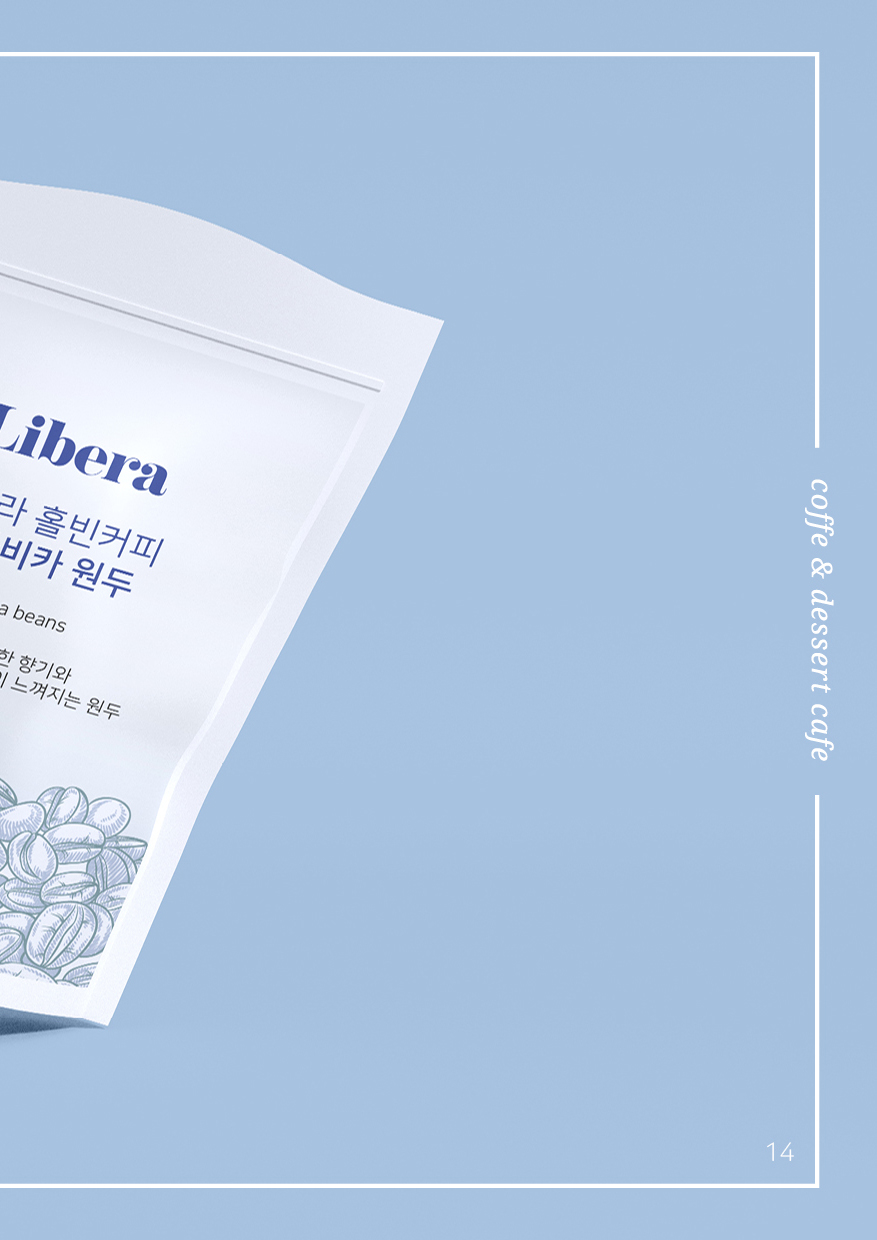 Libera
라 홀빈커피
비카 원두
a beans
한 향기와
느껴지는 원두
coffe & dessert cafe
14